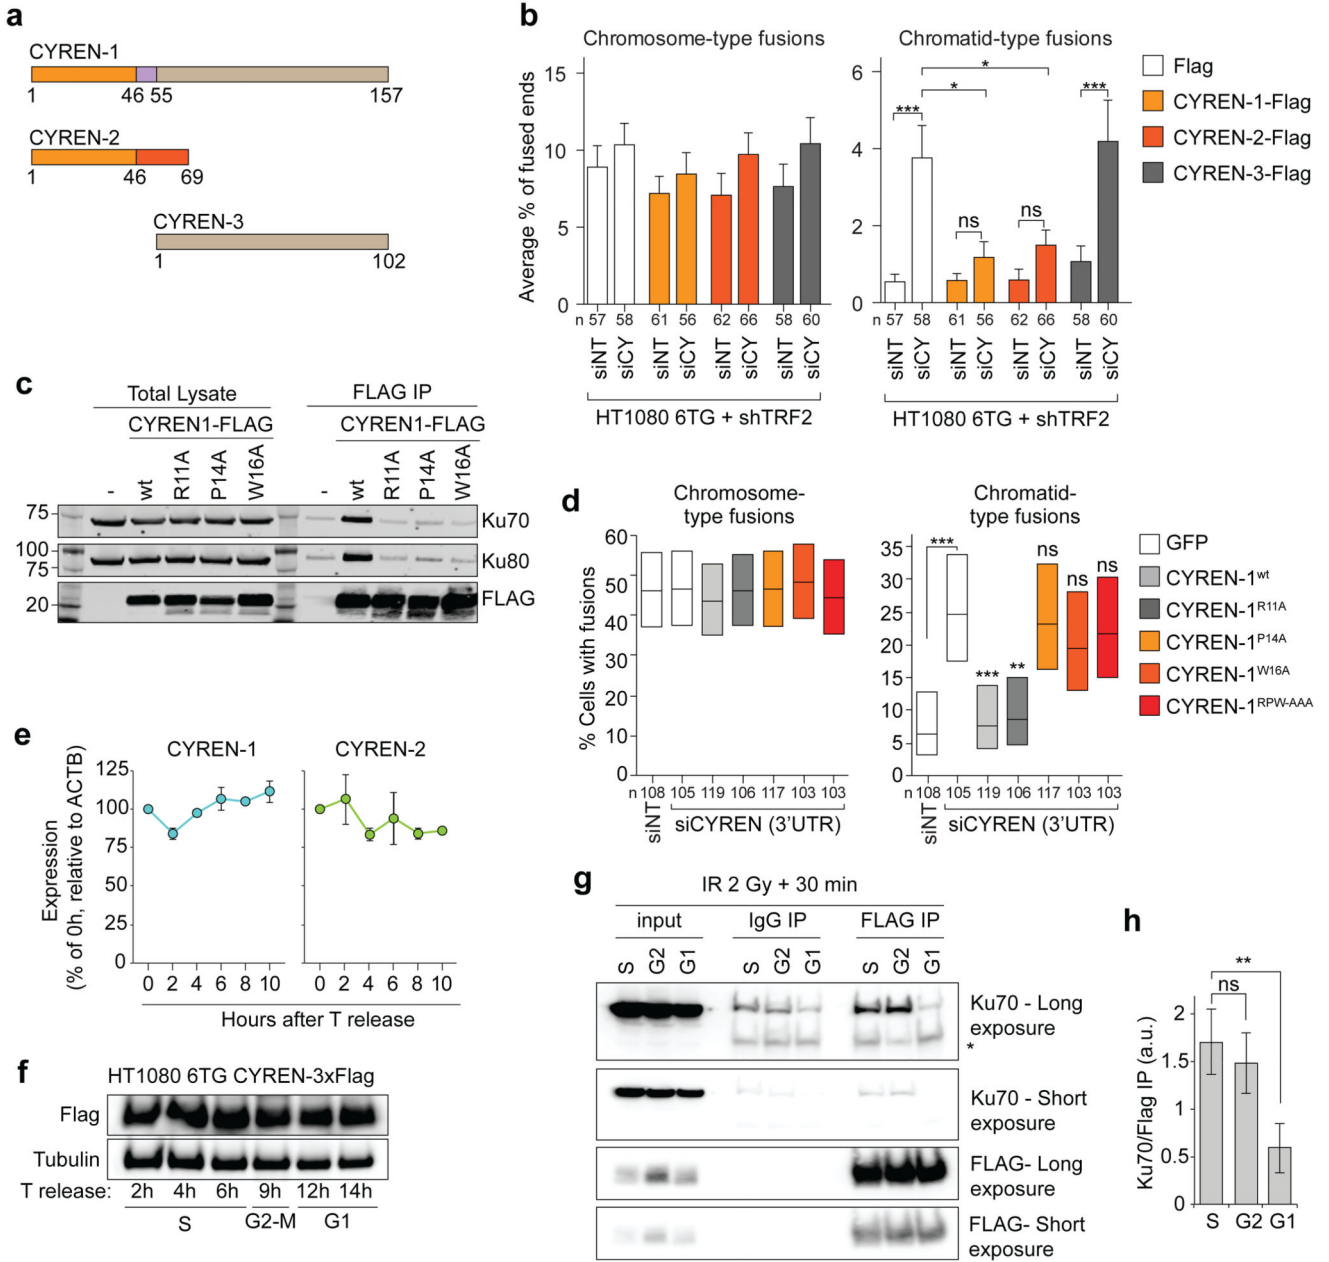 a
CYREN-1
1 46 55 157
CYREN-2
1 46 69
CYREN-3
1 102
b
Chromosome-type fusions
Chromatid-type fusions
Average % of fused ends
15
10
5
0
6
4
2
0
*
*
***
ns
ns
***
n 57 58 61 56 62 66 58 60
siNT siCY siNT siCY siNT siCY siNT siCY
HT1080 6TG + shTRF2
n 57 58 61 56 62 66 58 60
siNT siCY siNT siCY siNT siCY siNT siCY
HT1080 6TG + shTRF2
Flag
CYREN-1-Flag
CYREN-2-Flag
CYREN-3-Flag
c
Total Lysate FLAG IP
CYREN1-FLAG CYREN1-FLAG
- wt R11A P14A W16A - wt R11A P14A W16A
75 Ku70
100
75 Ku80
20 FLAG
d
Chromosome-
type fusions
Chromatid-
type fusions
% Cells with fusions
60
50
40
30
20
10
0
35
30
25
20
15
10
5
0
***
***
**
ns
ns
ns
n 108 105 119 106 117 103 103
siNT siCYREN (3'UTR)
n 108 105 119 106 117 103 103
siNT siCYREN (3'UTR)
GFP
CYREN-1wt
CYREN-1R11A
CYREN-1P14A
CYREN-1W16A
CYREN-1RPW-AAA
e
CYREN-1 CYREN-2
Expression
(% of 0h, relative to ACTB)
125
100
75
50
25
0
0 2 4 6 8 10 0 2 4 6 8 10
Hours after T release
f
HT1080 6TG CYREN-3xFlag
Flag
Tubulin
T release: 2h 4h 6h 9h 12h 14h
S G2-M G1
g
IR 2 Gy + 30 min
input IgG IP FLAG IP
S G2 G1 S G2 G1 S G2 G1
Ku70 - Long
exposure
*
Ku70 - Short
exposure
FLAG- Long
exposure
FLAG- Short
exposure
h
Ku70/Flag IP (a.u.)
2
1.5
1
0.5
0
**
ns
S G2 G1